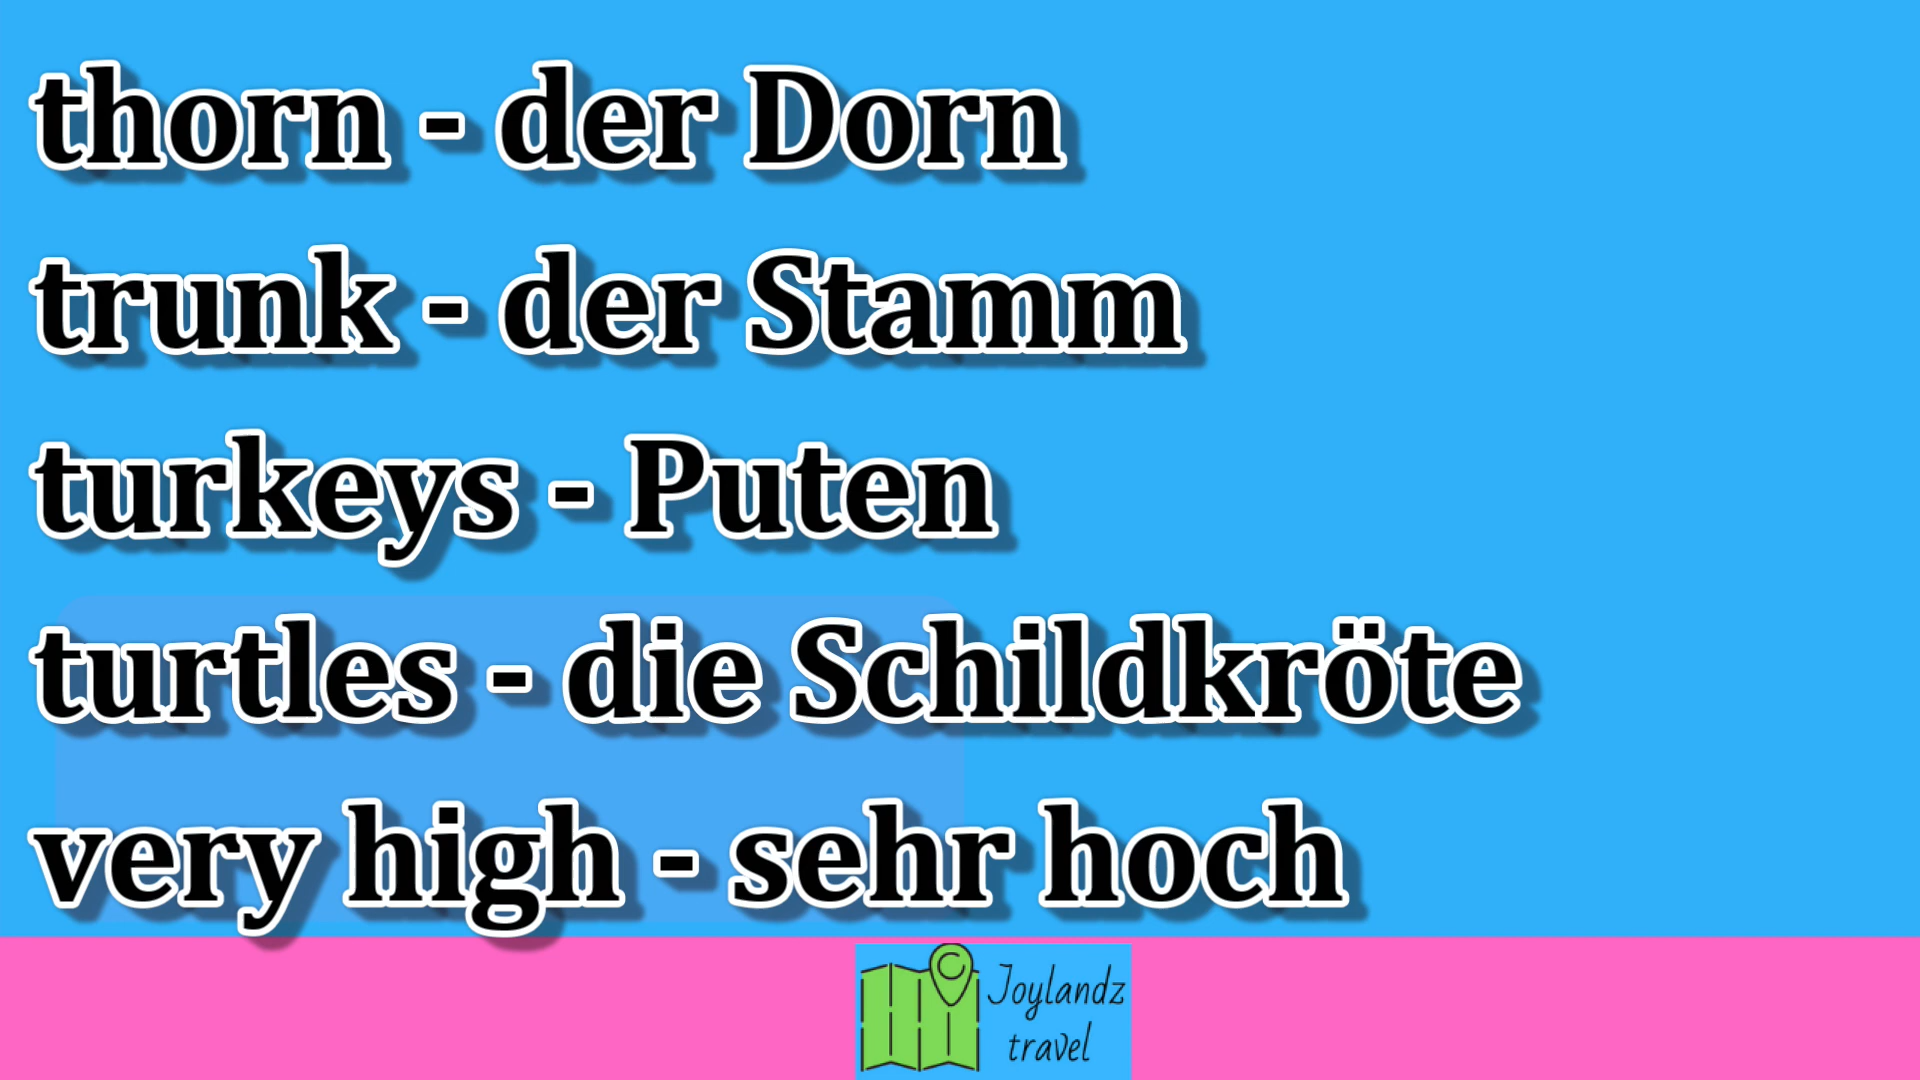 thorn - der Dorn
trunk - der Stamm
turkeys - Puten
turtles - die Schildkröte
very high - sehr hoch
Joylandz
travel